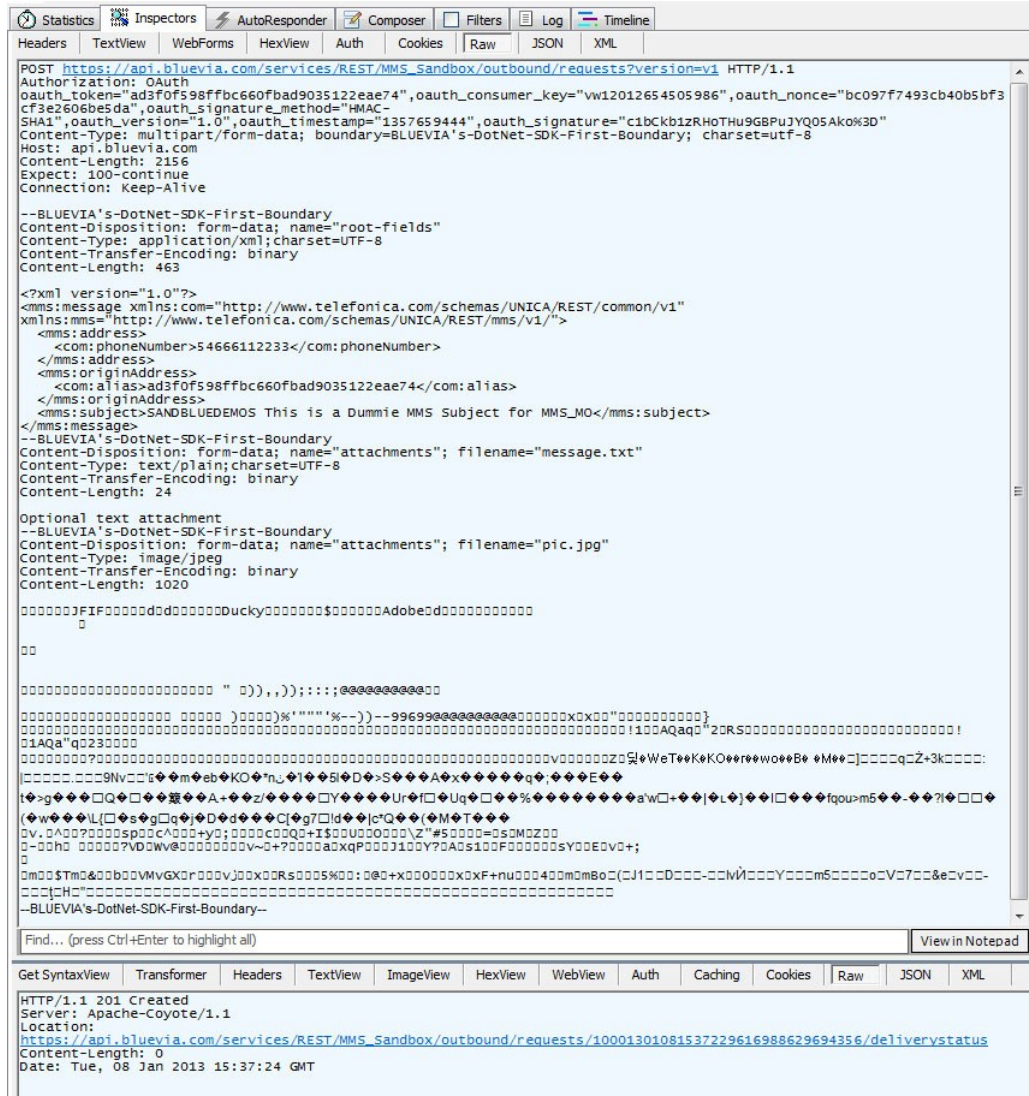 Statistics Inspectors AutoResponder Composer Filters Log Timeline
Headers TextView WebForms HexView Auth Cookies Raw JSON XML
POST https://api.bluevia.com/services/REST/MMS_Sandbox/outbound/requests?version=v1 HTTP/1.1
Authorization: OAuth
oauth_token="ad3f0f598ffbc660fbad9035122eae74",oauth_consumer_key="vw12012654505986",oauth_nonce="bc097f7493cb40b5bf3
cf3e2606be5da",oauth_signature_method="HMAC-
SHA1",oauth_version="1.0",oauth_timestamp="1357659444",oauth_signature="c1bCkb1zRHoTHu9GBPuJYQ05Ako%3D"
Content-Type: multipart/form-data; boundary=BLUEVIA's-DotNet-SDK-First-Boundary; charset=utf-8
Host: api.bluevia.com
Content-Length: 2156
Expect: 100-continue
Connection: Keep-Alive
--BLUEVIA's-DotNet-SDK-First-Boundary
Content-Disposition: form-data; name="root-fields"
Content-Type: application/xml;charset=UTF-8
Content-Transfer-Encoding: binary
Content-Length: 463
<?xml version="1.0"?>
<mms:message xmlns:com="http://www.telefonica.com/schemas/UNICA/REST/common/v1"
xmlns:mms="http://www.telefonica.com/schemas/UNICA/REST/mms/v1/">
<mms:address>
<com:phoneNumber>54666112233</com:phoneNumber>
</mms:address>
<mms:originAddress>
<com:alias>ad3f0f598ffbc660fbad9035122eae74</com:alias>
</mms:originAddress>
<mms:subject>SANDBLUEDEMOS This is a Dummie MMS Subject for MMS_MO</mms:subject>
</mms:message>
--BLUEVIA's-DotNet-SDK-First-Boundary
Content-Disposition: form-data; name="attachments"; filename="message.txt"
Content-Type: text/plain;charset=UTF-8
Content-Transfer-Encoding: binary
Content-Length: 24
Optional text attachment
--BLUEVIA's-DotNet-SDK-First-Boundary
Content-Disposition: form-data; name="attachments"; filename="pic.jpg"
Content-Type: image/jpeg
Content-Transfer-Encoding: binary
Content-Length: 1020
--BLUEVIA's-DotNet-SDK-First-Boundary--
Find... (press Ctrl+Enter to highlight all) View in Notepad
Get SyntaxView Transformer Headers TextView ImageView HexView WebView Auth Caching Cookies Raw JSON XML
HTTP/1.1 201 Created
Server: Apache-Coyote/1.1
Location:
https://api.bluevia.com/services/REST/MMS_Sandbox/outbound/requests/10001301081537229616988629694356/deliverystatus
Content-Length: 0
Date: Tue, 08 Jan 2013 15:37:24 GMT